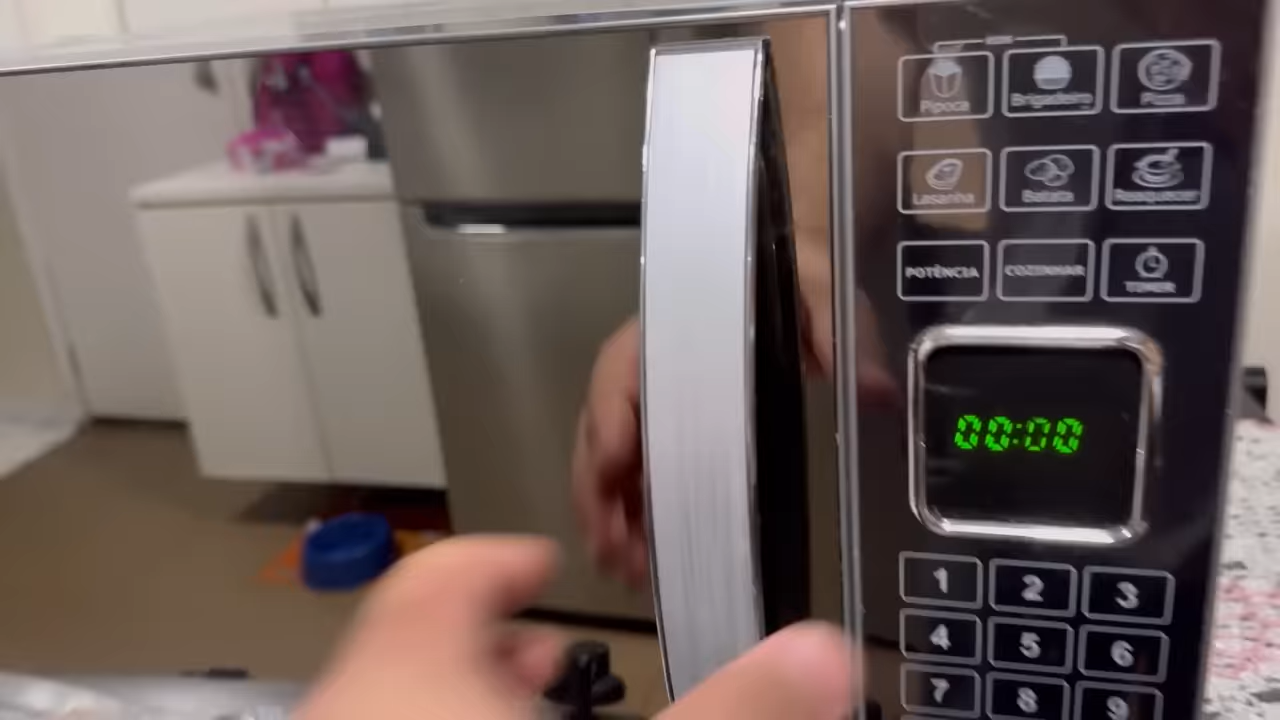 Pipoca Brigadeiro Pizza
Lasanha Batata Reaquecer
POTÊNCIA COZINHAR TIMER
00:00
1 2 3
4 5 6
7 8 9